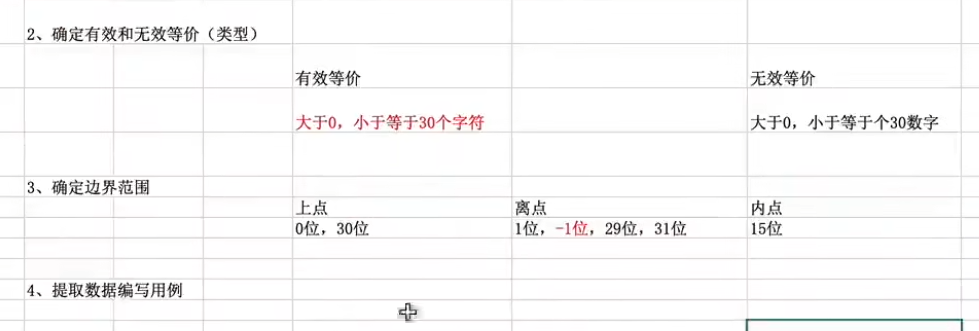 2、确定有效和无效等价（类型）
有效等价 无效等价
大于0，小于等于30个字符 大于0，小于等于个30数字
3、确定边界范围
上点 离点 内点
0位，30位 1位，-1位，29位，31位 15位
4、提取数据编写用例